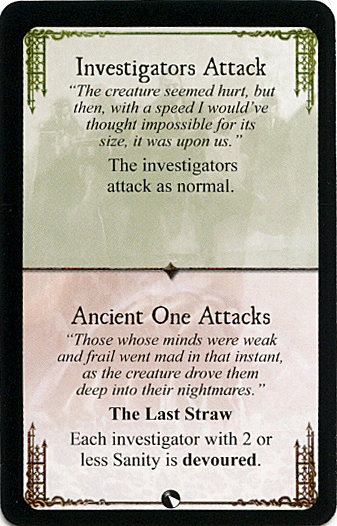 Investigators Attack
“The creature seemed hurt, but
then, with a speed I would’ve
thought impossible for its
size, it was upon us.”
The investigators
attack as normal.
Ancient One Attacks
“Those whose minds were weak
and frail went mad in that instant,
as the creature drove them
deep into their nightmares.”
The Last Straw
Each investigator with 2 or
less Sanity is devoured.